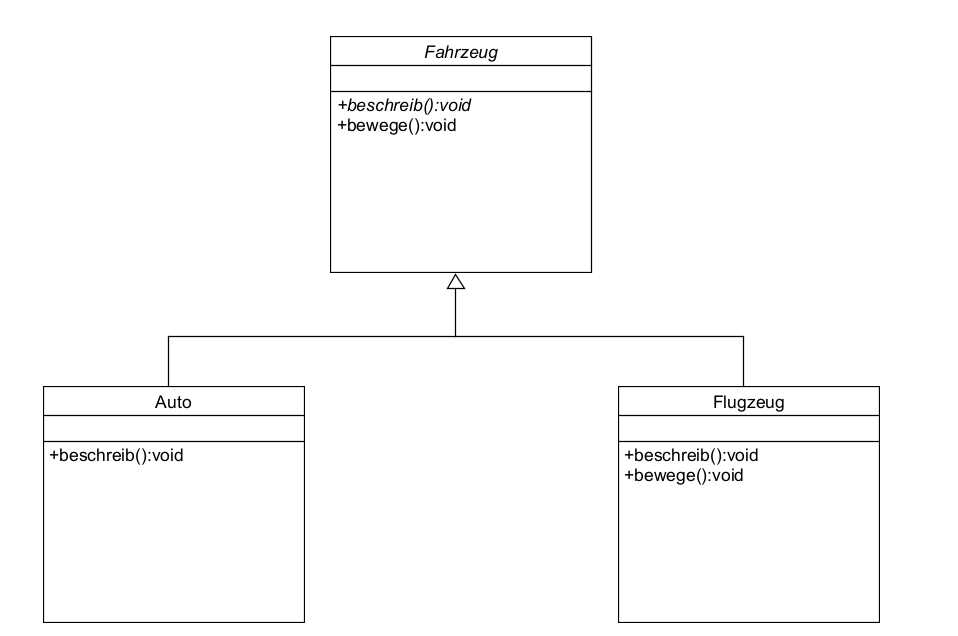 Fahrzeug
+beschreib():void
+bewege():void
Auto
+beschreib():void
Flugzeug
+beschreib():void
+bewege():void